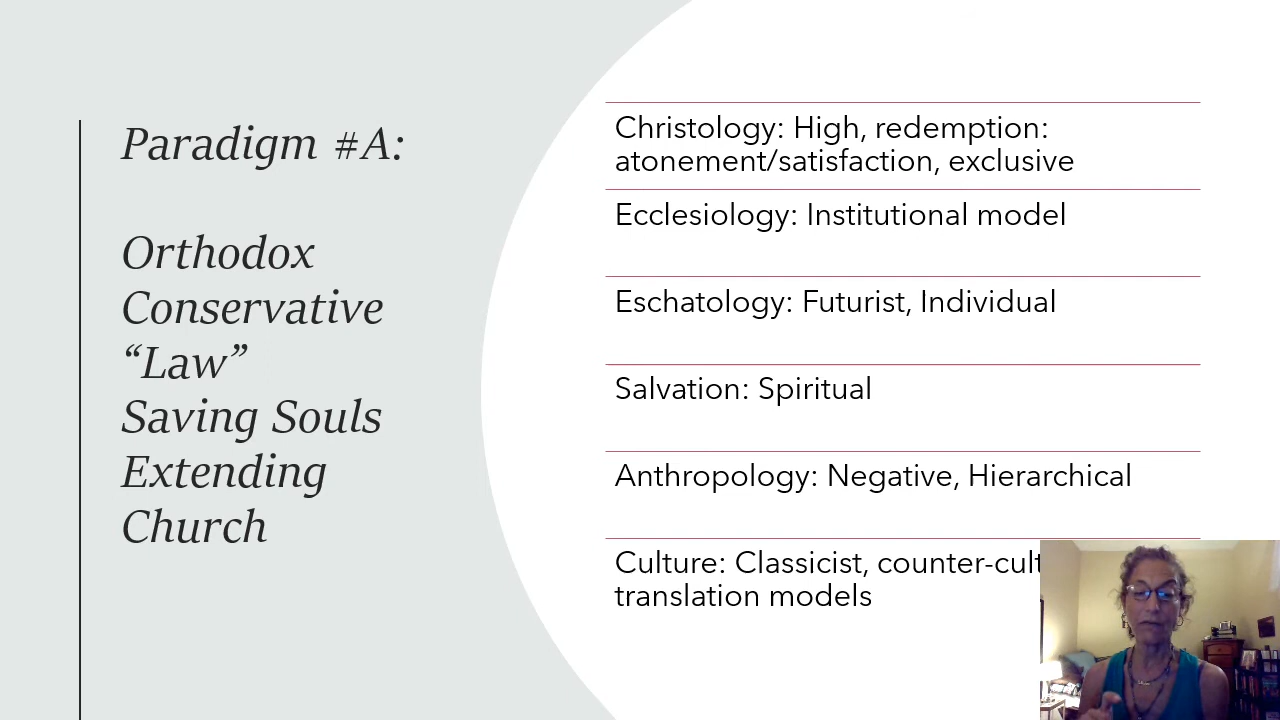 Paradigm #A:
Orthodox
Conservative
“Law”
Saving Souls
Extending
Church
Christology: High, redemption:
atonement/satisfaction, exclusive
Ecclesiology: Institutional model
Eschatology: Futurist, Individual
Salvation: Spiritual
Anthropology: Negative, Hierarchical
Culture: Classicist, counter-cult
translation models